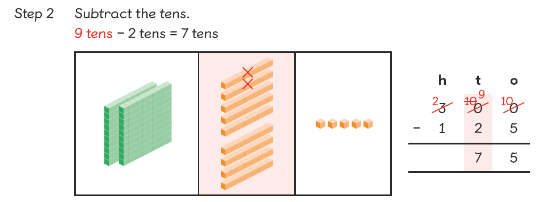 Step 2 Subtract the tens.
9 tens − 2 tens = 7 tens
h t o
2 3 10 9 0 10 0
− 1 2 5
7 5